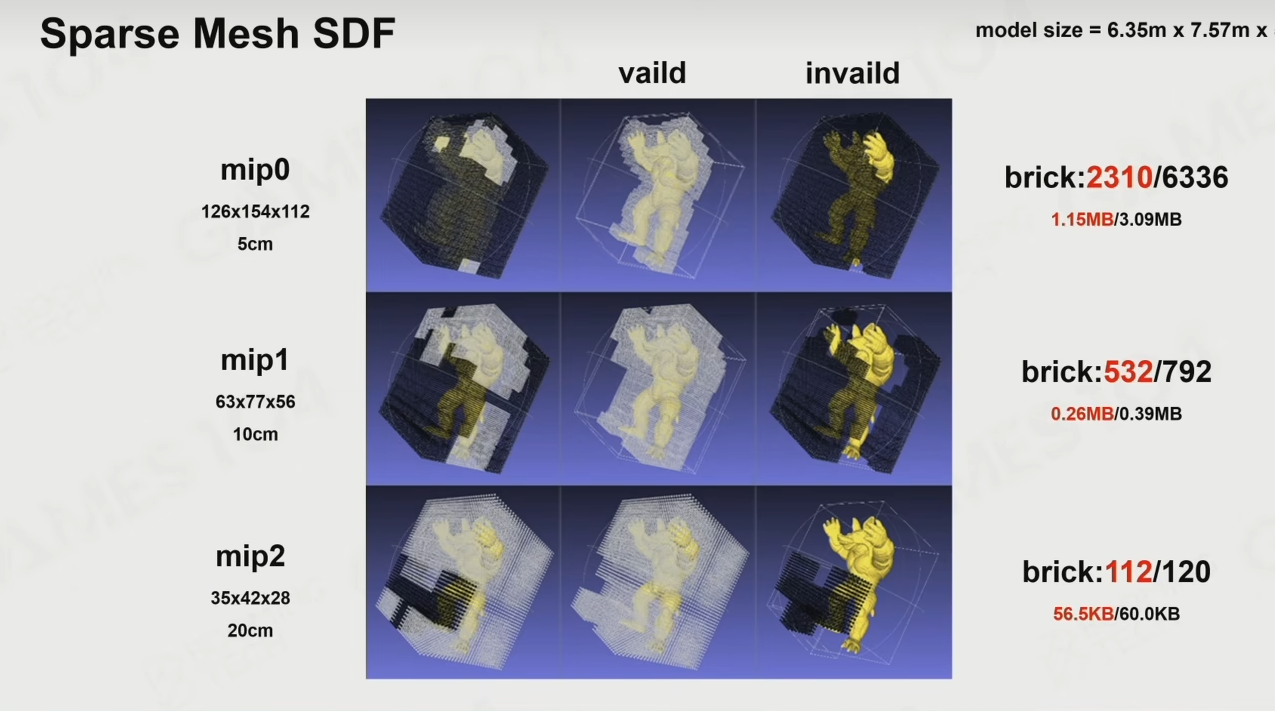 Sparse Mesh SDF
model size = 6.35m x 7.57m x
vaild
invaild
mip0
126x154x112
5cm
brick:2310/6336
1.15MB/3.09MB
mip1
63x77x56
10cm
brick:532/792
0.26MB/0.39MB
mip2
35x42x28
20cm
brick:112/120
56.5KB/60.0KB